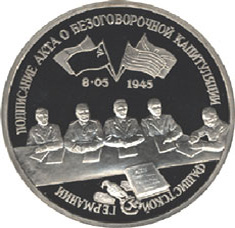 ПОДПИСАНИЕ АКТА О БЕЗОГОВОРОЧНОЙ КАПИТУЛЯЦИИ
ФАШИСТСКОЙ ГЕРМАНИИ
8·05 1945